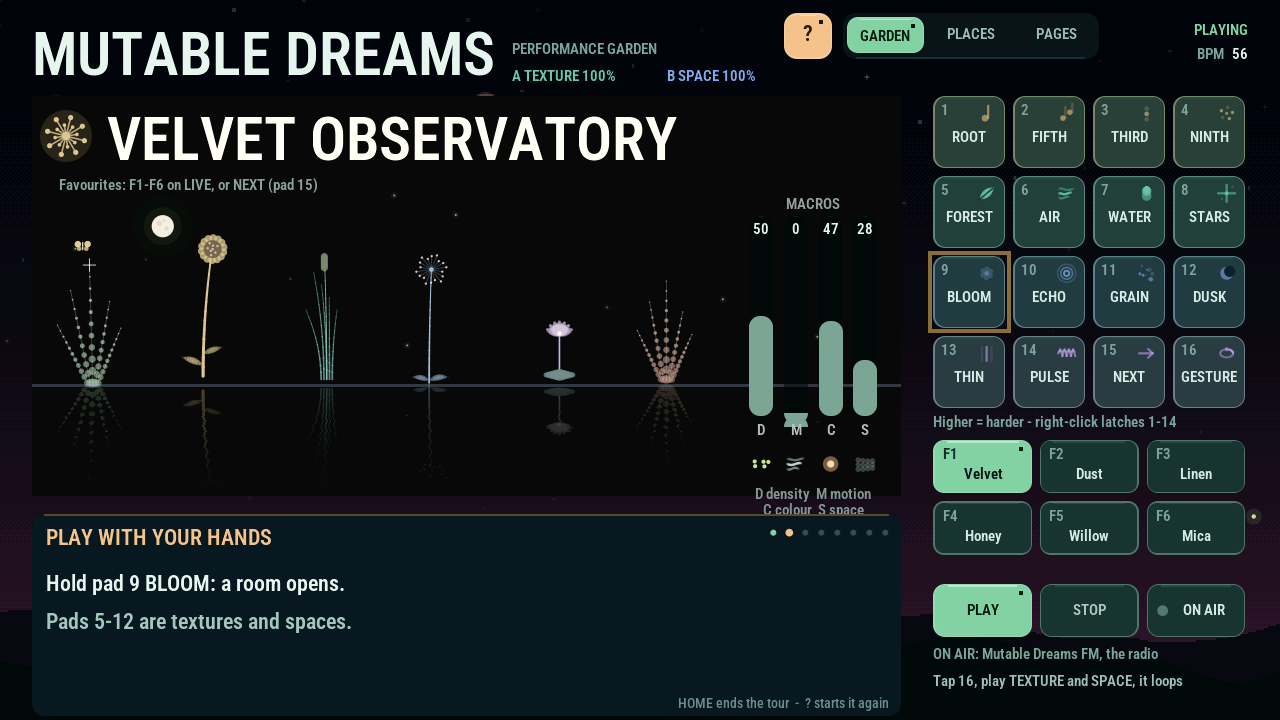 MUTABLE DREAMS
PERFORMANCE GARDEN
A TEXTURE 100%
B SPACE 100%
?
GARDEN
PLACES
PAGES
PLAYING
BPM 56
VELVET OBSERVATORY
Favourites: F1-F6 on LIVE, or NEXT (pad 15)
MACROS
50 0 47 28
D M C S
D density M motion
C colour S space
1 ROOT
2 FIFTH
3 THIRD
4 NINTH
5 FOREST
6 AIR
7 WATER
8 STARS
9 BLOOM
10 ECHO
11 GRAIN
12 DUSK
13 THIN
14 PULSE
15 NEXT
16 GESTURE
Higher = harder - right-click latches 1-14
F1 Velvet
F2 Dust
F3 Linen
F4 Honey
F5 Willow
F6 Mica
PLAY
STOP
ON AIR
ON AIR: Mutable Dreams FM, the radio
Tap 16, play TEXTURE and SPACE, it loops
PLAY WITH YOUR HANDS
Hold pad 9 BLOOM: a room opens.
Pads 5-12 are textures and spaces.
HOME ends the tour - ? starts it again